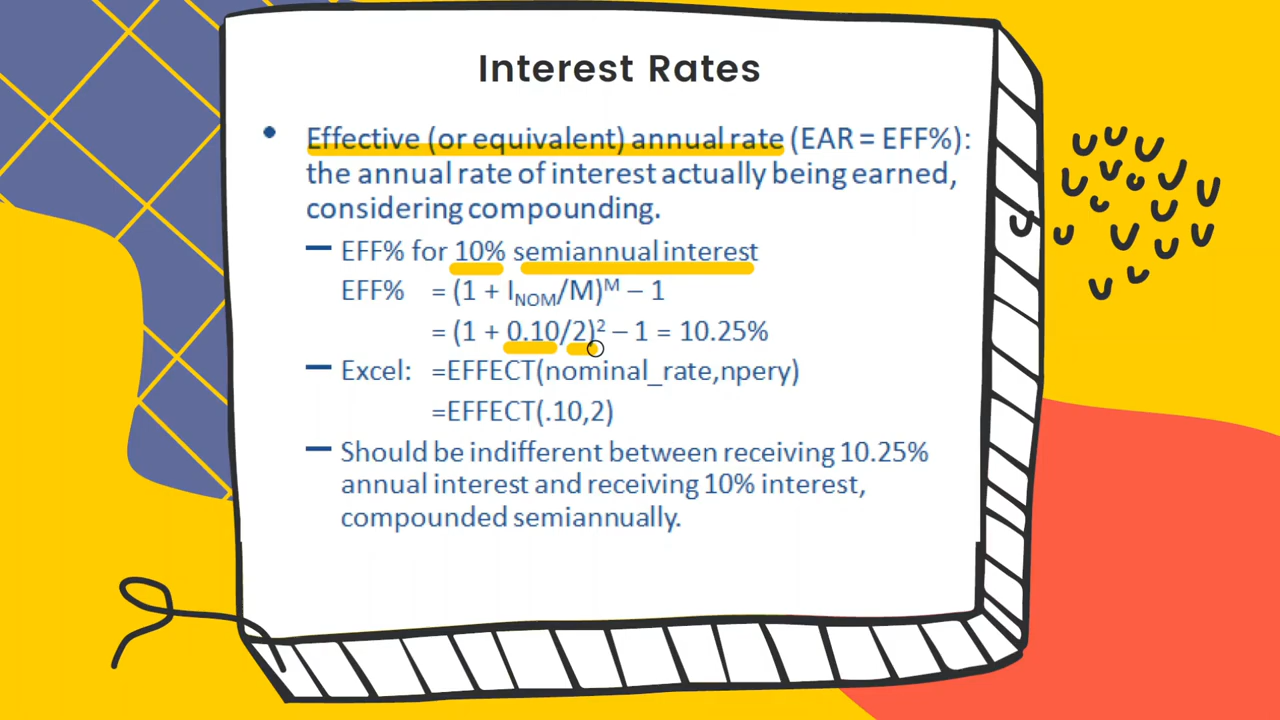 Interest Rates
• Effective (or equivalent) annual rate (EAR = EFF%):
the annual rate of interest actually being earned,
considering compounding.
– EFF% for 10% semiannual interest
EFF% = (1 + I_NOM/M)^M – 1
= (1 + 0.10/2)² – 1 = 10.25%
– Excel: =EFFECT(nominal_rate,npery)
=EFFECT(.10,2)
– Should be indifferent between receiving 10.25%
annual interest and receiving 10% interest,
compounded semiannually.